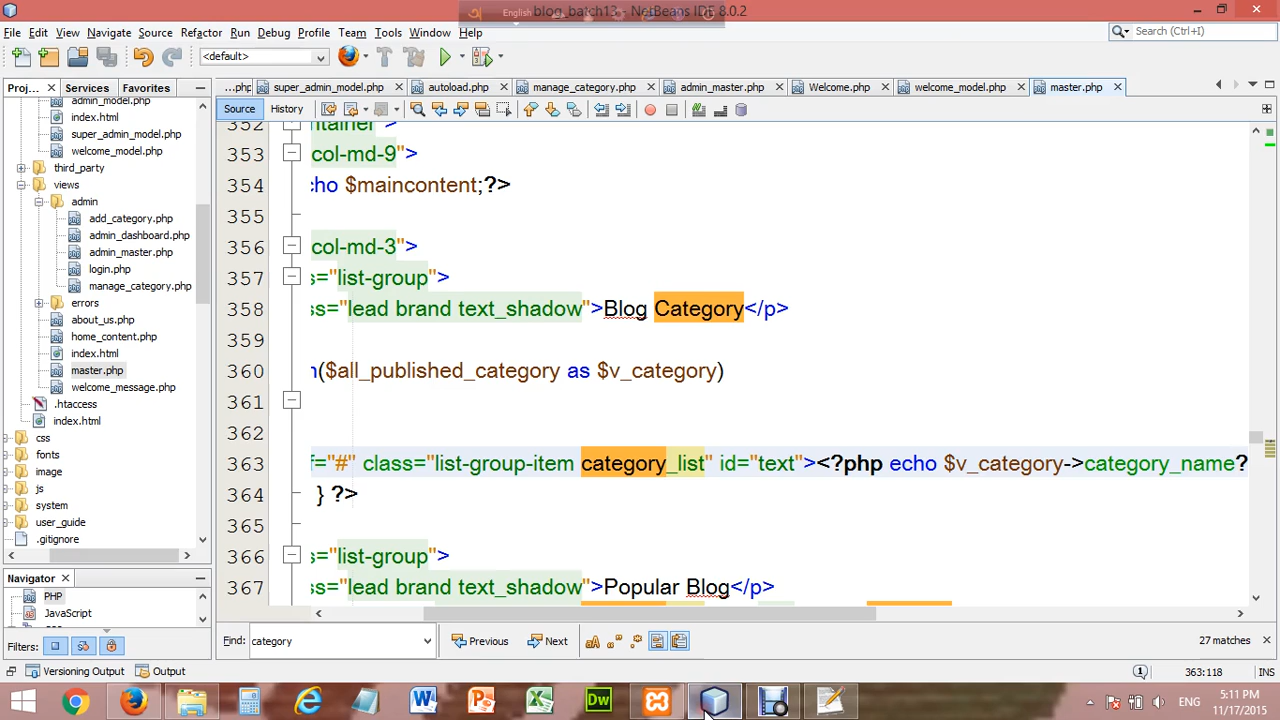 blog_batch13 - NetBeans IDE 8.0.2
English
File Edit View Navigate Source Refactor Run Debug Profile Team Tools Window Help
Search (Ctrl+I)
<default>
Proj... Services Favorites
...php super_admin_model.php autoload.php manage_category.php admin_master.php Welcome.php welcome_model.php master.php
Source History
admin_model.php
index.html
super_admin_model.php
welcome_model.php
third_party
views
admin
add_category.php
admin_dashboard.php
admin_master.php
login.php
manage_category.php
errors
about_us.php
home_content.php
index.html
master.php
welcome_message.php
.htaccess
index.html
css
fonts
image
js
system
user_guide
.gitignore
352 ontainer">
353 col-md-9">
354 cho $maincontent;?>
355
356 col-md-3">
357 s="list-group">
358 ss="lead brand text_shadow">Blog Category</p>
359
360 h($all_published_category as $v_category)
361
362
363 f="#" class="list-group-item category_list" id="text"><?php echo $v_category->category_name?
364 } ?>
365
366 s="list-group">
367 ss="lead brand text_shadow">Popular Blog</p>
Navigator
PHP
JavaScript
Filters:
Find: category Previous Next 27 matches
Versioning Output Output
363:118 INS
ENG
5:11 PM
11/17/2015